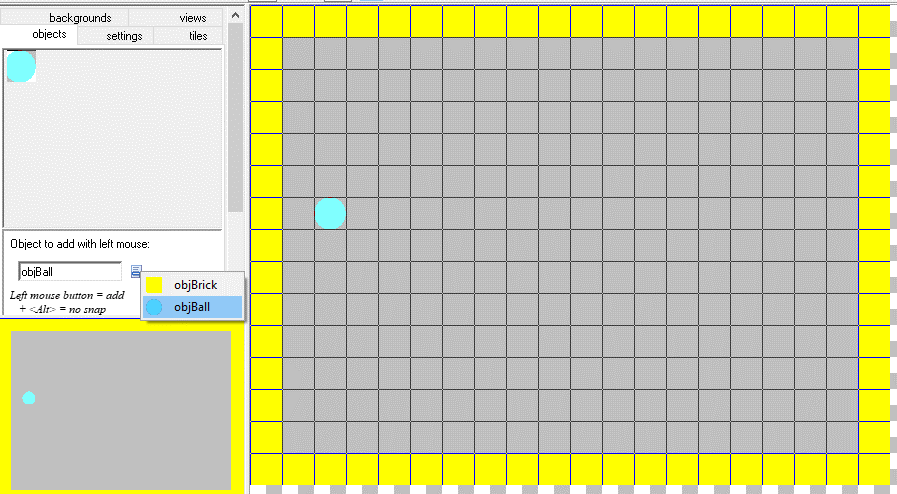 backgrounds views
objects settings tiles
Object to add with left mouse:
objBall
objBrick
objBall
Left mouse button = add
+ <Alt> = no snap